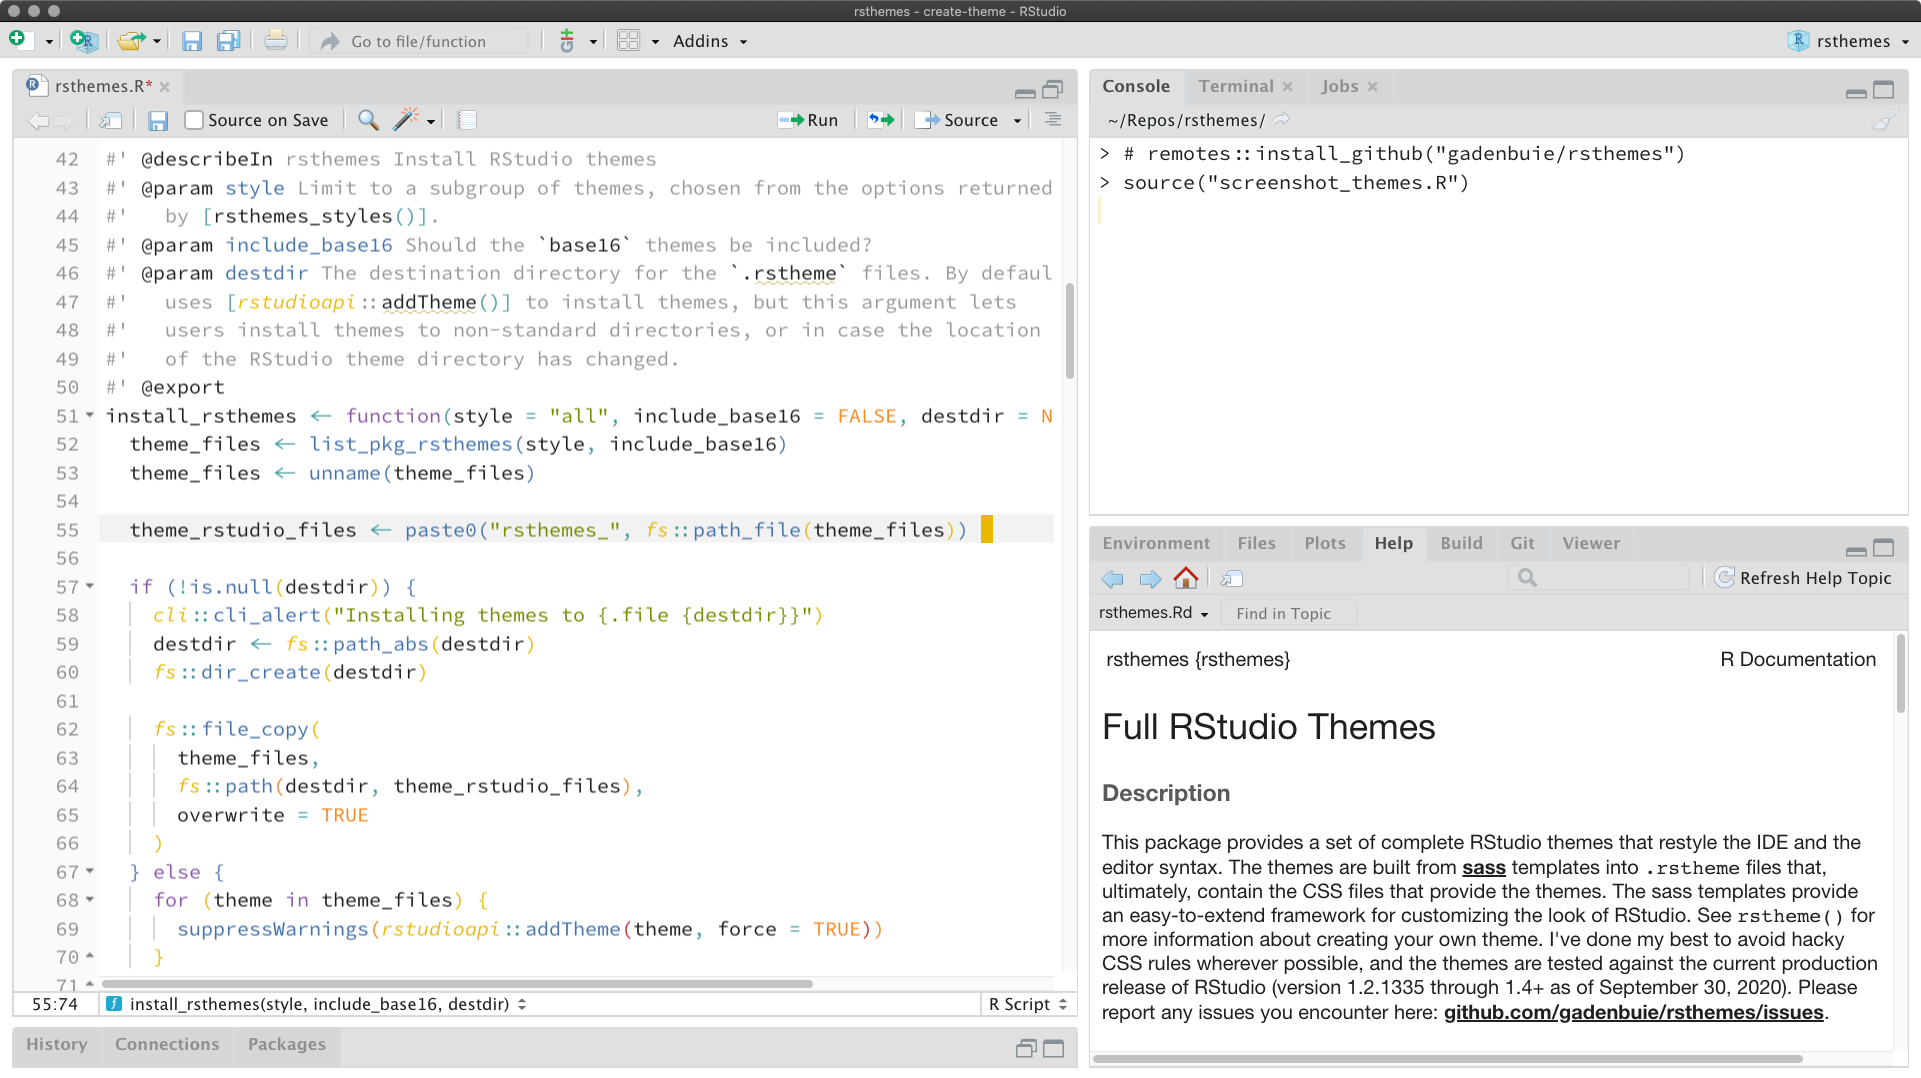 rsthemes - create-theme - RStudio
Go to file/function
Addins
rsthemes
rsthemes.R*
Source on Save
Run
Source
42 #' @describeIn rsthemes Install RStudio themes
43 #' @param style Limit to a subgroup of themes, chosen from the options returned
44 #'   by [rsthemes_styles()].
45 #' @param include_base16 Should the `base16` themes be included?
46 #' @param destdir The destination directory for the `.rstheme` files. By defaul
47 #'   uses [rstudioapi::addTheme()] to install themes, but this argument lets
48 #'   users install themes to non-standard directories, or in case the location
49 #'   of the RStudio theme directory has changed.
50 #' @export
51 install_rsthemes <- function(style = "all", include_base16 = FALSE, destdir = N
52   theme_files <- list_pkg_rsthemes(style, include_base16)
53   theme_files <- unname(theme_files)
54
55   theme_rstudio_files <- paste0("rsthemes_", fs::path_file(theme_files))
56
57   if (!is.null(destdir)) {
58     cli::cli_alert("Installing themes to {.file {destdir}}")
59     destdir <- fs::path_abs(destdir)
60     fs::dir_create(destdir)
61
62     fs::file_copy(
63       theme_files,
64       fs::path(destdir, theme_rstudio_files),
65       overwrite = TRUE
66     )
67   } else {
68     for (theme in theme_files) {
69       suppressWarnings(rstudioapi::addTheme(theme, force = TRUE))
70     }
71
55:74 install_rsthemes(style, include_base16, destdir) R Script
History Connections Packages
Console Terminal Jobs
~/Repos/rsthemes/
> # remotes::install_github("gadenbuie/rsthemes")
> source("screenshot_themes.R")
Environment Files Plots Help Build Git Viewer
Refresh Help Topic
rsthemes.Rd Find in Topic
rsthemes {rsthemes} R Documentation
Full RStudio Themes
Description
This package provides a set of complete RStudio themes that restyle the IDE and the
editor syntax. The themes are built from sass templates into .rstheme files that,
ultimately, contain the CSS files that provide the themes. The sass templates provide
an easy-to-extend framework for customizing the look of RStudio. See rstheme() for
more information about creating your own theme. I've done my best to avoid hacky
CSS rules wherever possible, and the themes are tested against the current production
release of RStudio (version 1.2.1335 through 1.4+ as of September 30, 2020). Please
report any issues you encounter here: github.com/gadenbuie/rsthemes/issues.